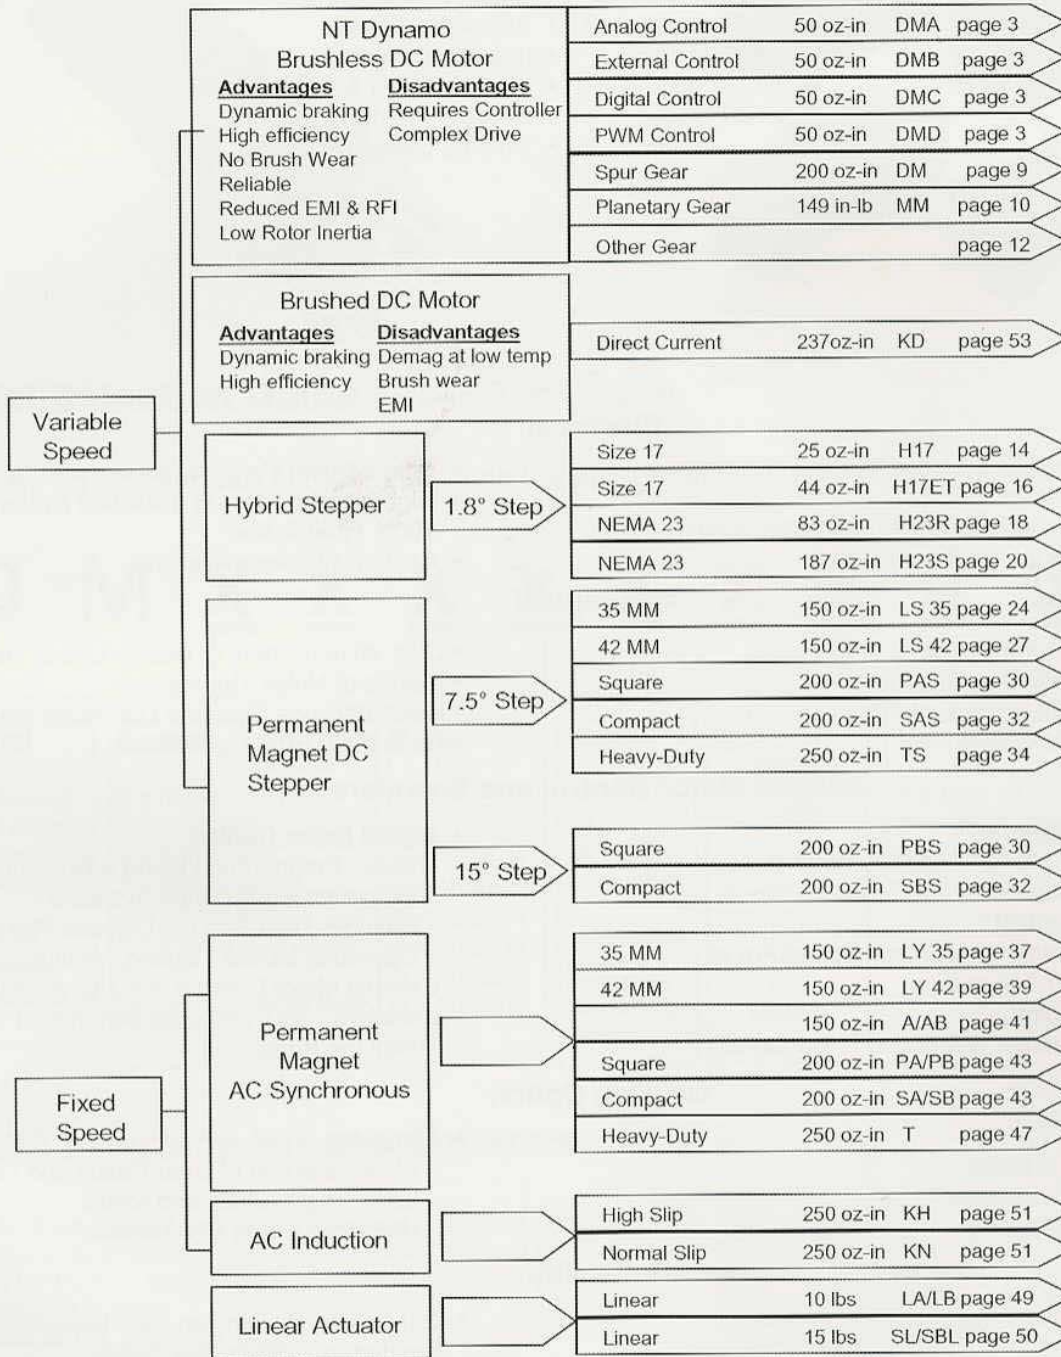 NT Dynamo
Brushless DC Motor
Advantages Disadvantages
Dynamic braking Requires Controller
High efficiency Complex Drive
No Brush Wear
Reliable
Reduced EMI & RFI
Low Rotor Inertia
Analog Control 50 oz-in DMA page 3
External Control 50 oz-in DMB page 3
Digital Control 50 oz-in DMC page 3
PWM Control 50 oz-in DMD page 3
Spur Gear 200 oz-in DM page 9
Planetary Gear 149 in-lb MM page 10
Other Gear page 12
Brushed DC Motor
Advantages Disadvantages
Dynamic braking Demag at low temp
High efficiency Brush wear
EMI
Direct Current 237oz-in KD page 53
Variable
Speed
Hybrid Stepper
1.8° Step
Size 17 25 oz-in H17 page 14
Size 17 44 oz-in H17ET page 16
NEMA 23 83 oz-in H23R page 18
NEMA 23 187 oz-in H23S page 20
Permanent
Magnet DC
Stepper
7.5° Step
35 MM 150 oz-in LS 35 page 24
42 MM 150 oz-in LS 42 page 27
Square 200 oz-in PAS page 30
Compact 200 oz-in SAS page 32
Heavy-Duty 250 oz-in TS page 34
15° Step
Square 200 oz-in PBS page 30
Compact 200 oz-in SBS page 32
Fixed
Speed
Permanent
Magnet
AC Synchronous
35 MM 150 oz-in LY 35 page 37
42 MM 150 oz-in LY 42 page 39
150 oz-in A/AB page 41
Square 200 oz-in PA/PB page 43
Compact 200 oz-in SA/SB page 43
Heavy-Duty 250 oz-in T page 47
AC Induction
High Slip 250 oz-in KH page 51
Normal Slip 250 oz-in KN page 51
Linear Actuator
Linear 10 lbs LA/LB page 49
Linear 15 lbs SL/SBL page 50